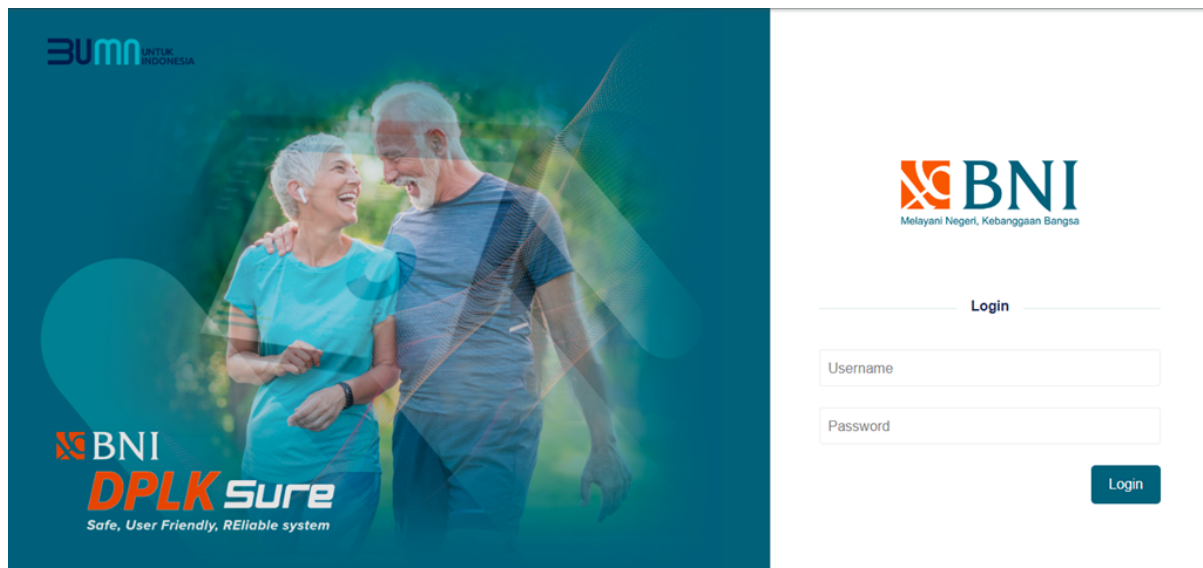 BUMN UNTUK
INDONESIA
BNI
DPLK Sure
Safe, User Friendly, REliable system
BNI
Melayani Negeri, Kebanggaan Bangsa
Login
Username
Password
Login